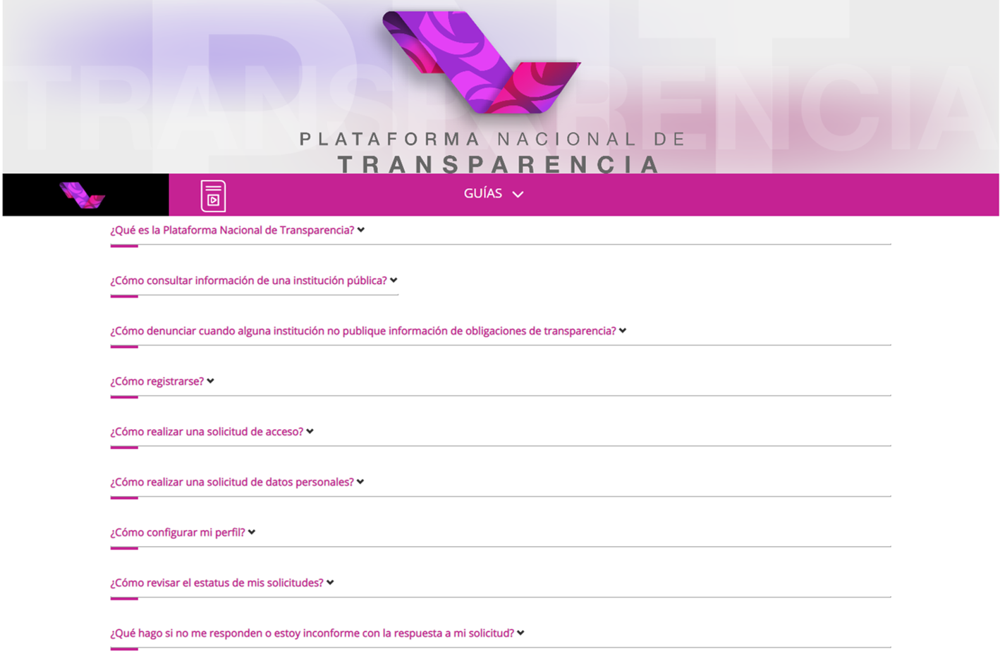 PNT
TRANSPARENCIA
PLATAFORMA NACIONAL DE
TRANSPARENCIA
GUÍAS
¿Qué es la Plataforma Nacional de Transparencia?
¿Cómo consultar información de una institución pública?
¿Cómo denunciar cuando alguna institución no publique información de obligaciones de transparencia?
¿Cómo registrarse?
¿Cómo realizar una solicitud de acceso?
¿Cómo realizar una solicitud de datos personales?
¿Cómo configurar mi perfil?
¿Cómo revisar el estatus de mis solicitudes?
¿Qué hago si no me responden o estoy inconforme con la respuesta a mi solicitud?